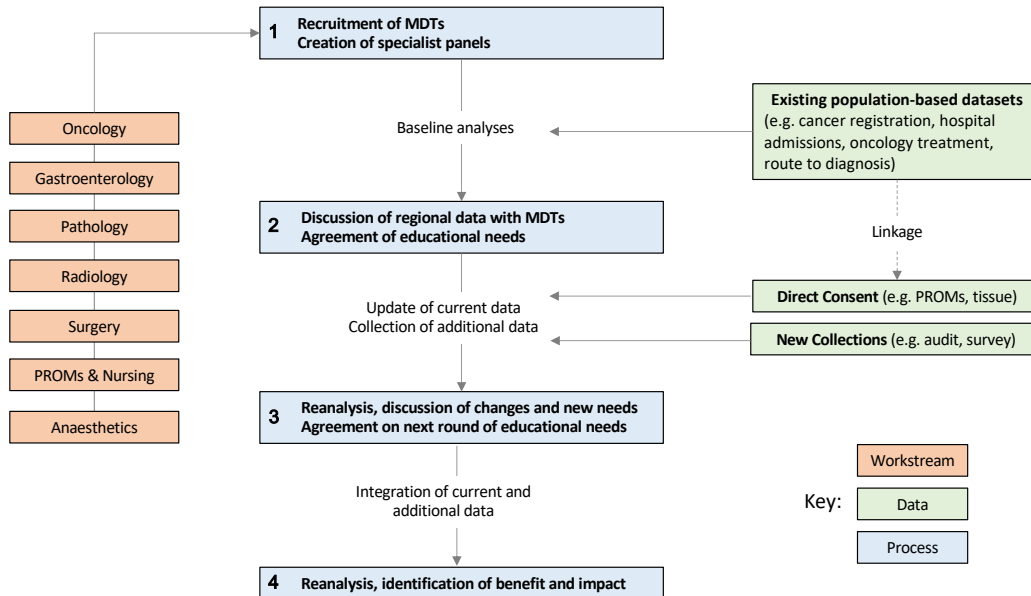 1
Recruitment of MDTs
Creation of specialist panels
Oncology
Gastroenterology
Pathology
Radiology
Surgery
PROMs & Nursing
Anaesthetics
Baseline analyses
Existing population-based datasets
(e.g. cancer registration, hospital
admissions, oncology treatment,
route to diagnosis)
2
Discussion of regional data with MDTs
Agreement of educational needs
Linkage
Update of current data
Collection of additional data
Direct Consent (e.g. PROMs, tissue)
New Collections (e.g. audit, survey)
3
Reanalysis, discussion of changes and new needs
Agreement on next round of educational needs
Integration of current and
additional data
4
Reanalysis, identification of benefit and impact
Key:
Workstream
Data
Process